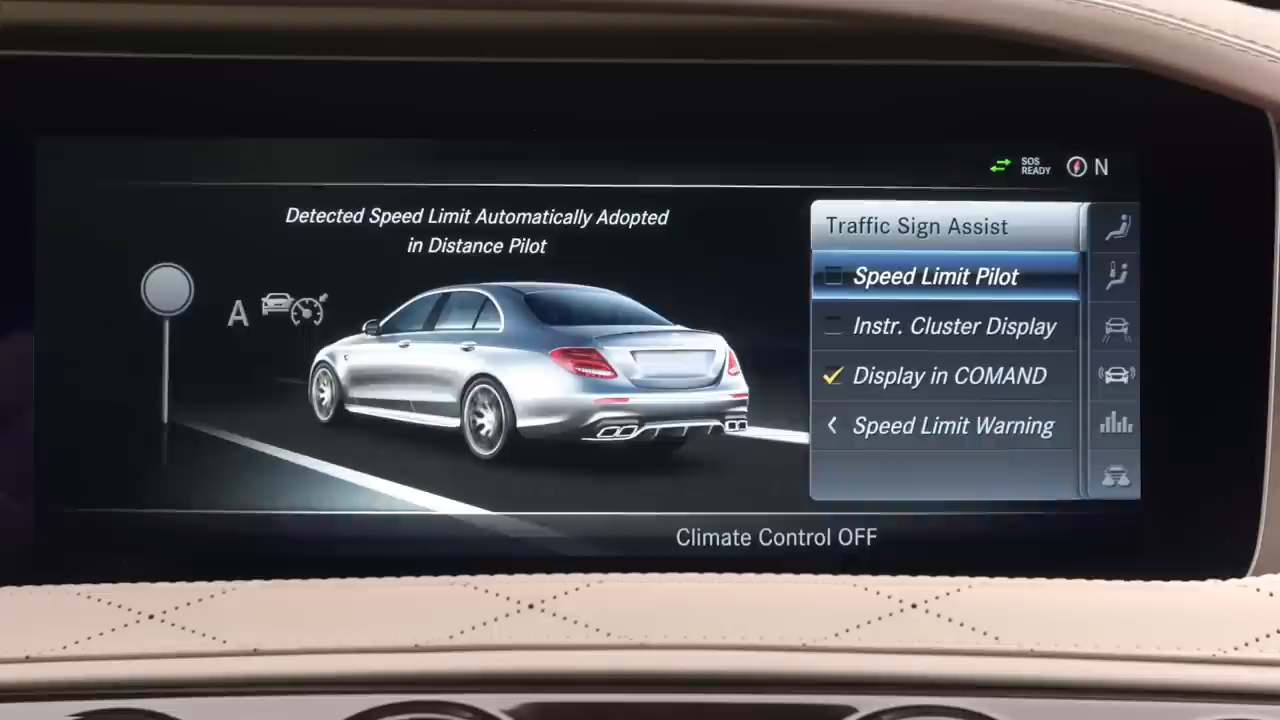 SOS
READY
N
Detected Speed Limit Automatically Adopted
in Distance Pilot
A
Traffic Sign Assist
Speed Limit Pilot
Instr. Cluster Display
Display in COMAND
Speed Limit Warning
Climate Control OFF